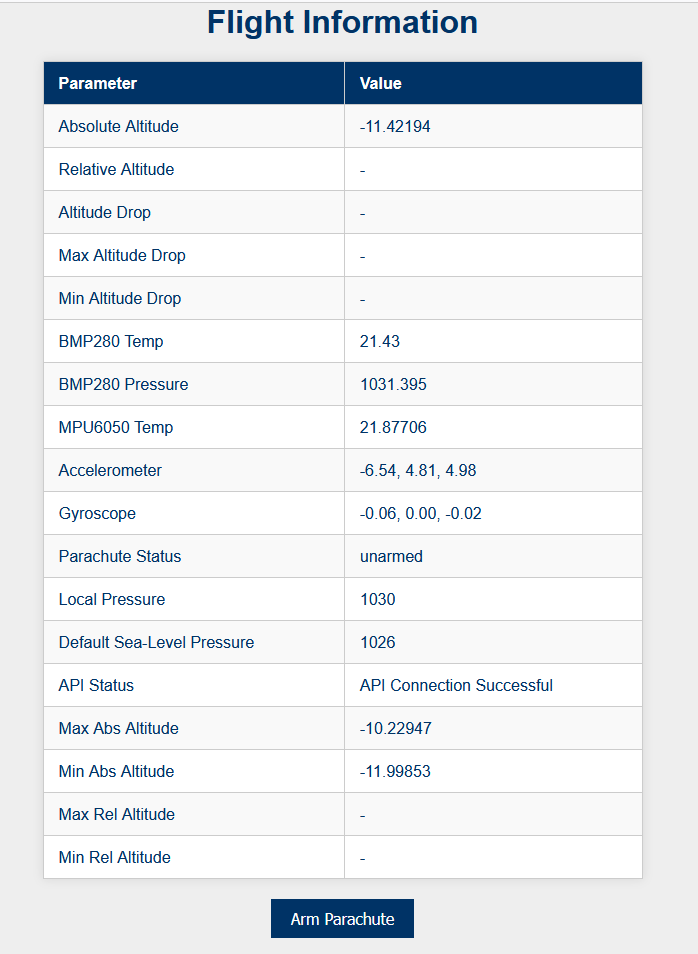 Flight Information
Parameter Value
Absolute Altitude -11.42194
Relative Altitude -
Altitude Drop -
Max Altitude Drop -
Min Altitude Drop -
BMP280 Temp 21.43
BMP280 Pressure 1031.395
MPU6050 Temp 21.87706
Accelerometer -6.54, 4.81, 4.98
Gyroscope -0.06, 0.00, -0.02
Parachute Status unarmed
Local Pressure 1030
Default Sea-Level Pressure 1026
API Status API Connection Successful
Max Abs Altitude -10.22947
Min Abs Altitude -11.99853
Max Rel Altitude -
Min Rel Altitude -
Arm Parachute